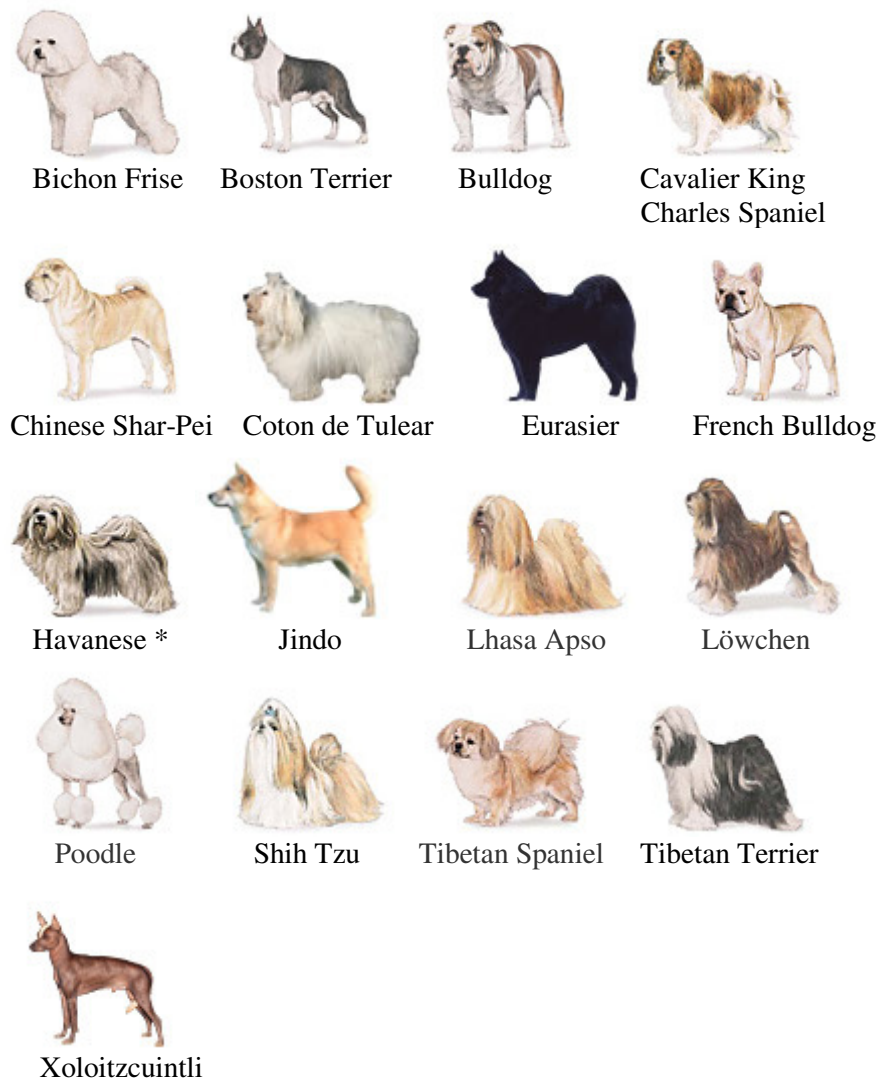 Bichon Frise Boston Terrier Bulldog Cavalier King
Charles Spaniel
Chinese Shar-Pei Coton de Tulear Eurasier French Bulldog
Havanese * Jindo Lhasa Apso Löwchen
Poodle Shih Tzu Tibetan Spaniel Tibetan Terrier
Xoloitzcuintli